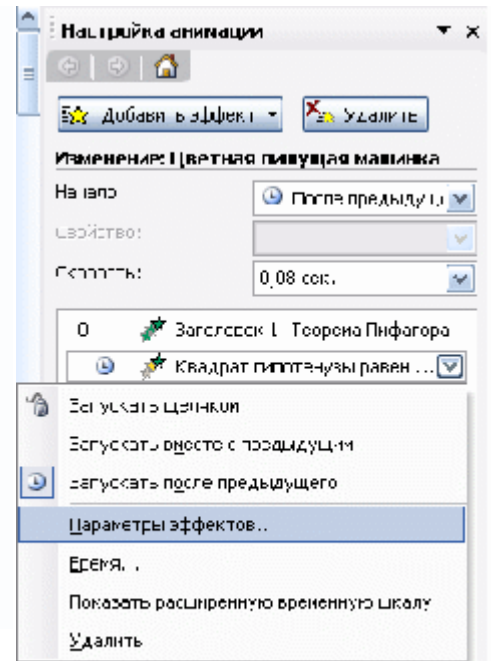 Настройка анимации
Добавить эффект
Удалить
Изменение: Цветная пишущая машинка
Начало
После предыдущ
Свойство:
Скорость:
0,08 сек.
0 Заголовок 1: Теорема Пифагора
Квадрат гипотенузы равен ...
Запускать щелчком
Запускать вместе с предыдущим
Запускать после предыдущего
Параметры эффектов...
Время...
Показать расширенную временную шкалу
Удалить